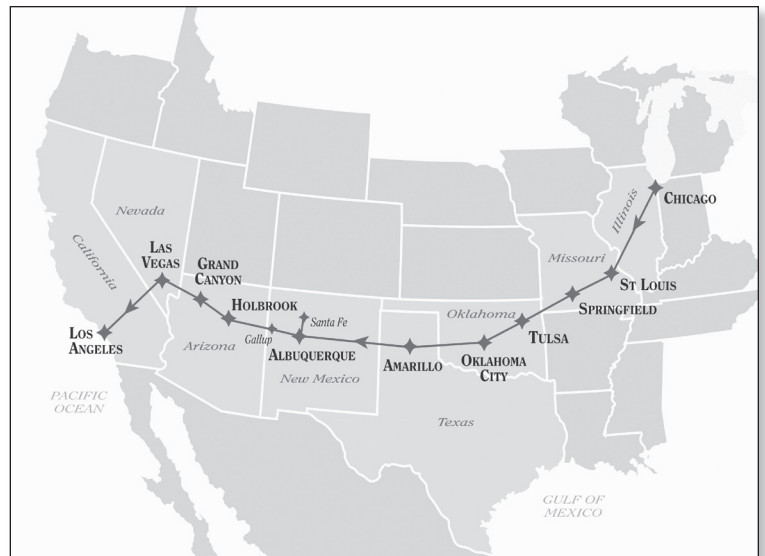 Nevada
California
LAS
VEGAS
GRAND
CANYON
HOLBROOK
LOS
ANGELES
Arizona
Gallup
Santa Fe
ALBUQUERQUE
New Mexico
AMARILLO
Oklahoma
OKLAHOMA
CITY
TULSA
SPRINGFIELD
Missouri
ST LOUIS
Illinois
CHICAGO
Texas
PACIFIC
OCEAN
GULF OF
MEXICO